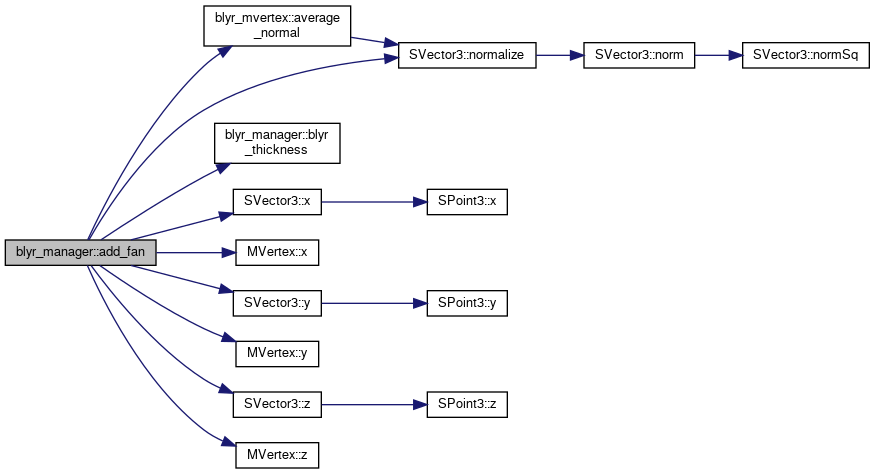 blyr_mvertex::average
_normal
SVector3::normalize
SVector3::norm
SVector3::normSq
blyr_manager::blyr
_thickness
SVector3::x
SPoint3::x
blyr_manager::add_fan
MVertex::x
SVector3::y
SPoint3::y
MVertex::y
SVector3::z
SPoint3::z
MVertex::z